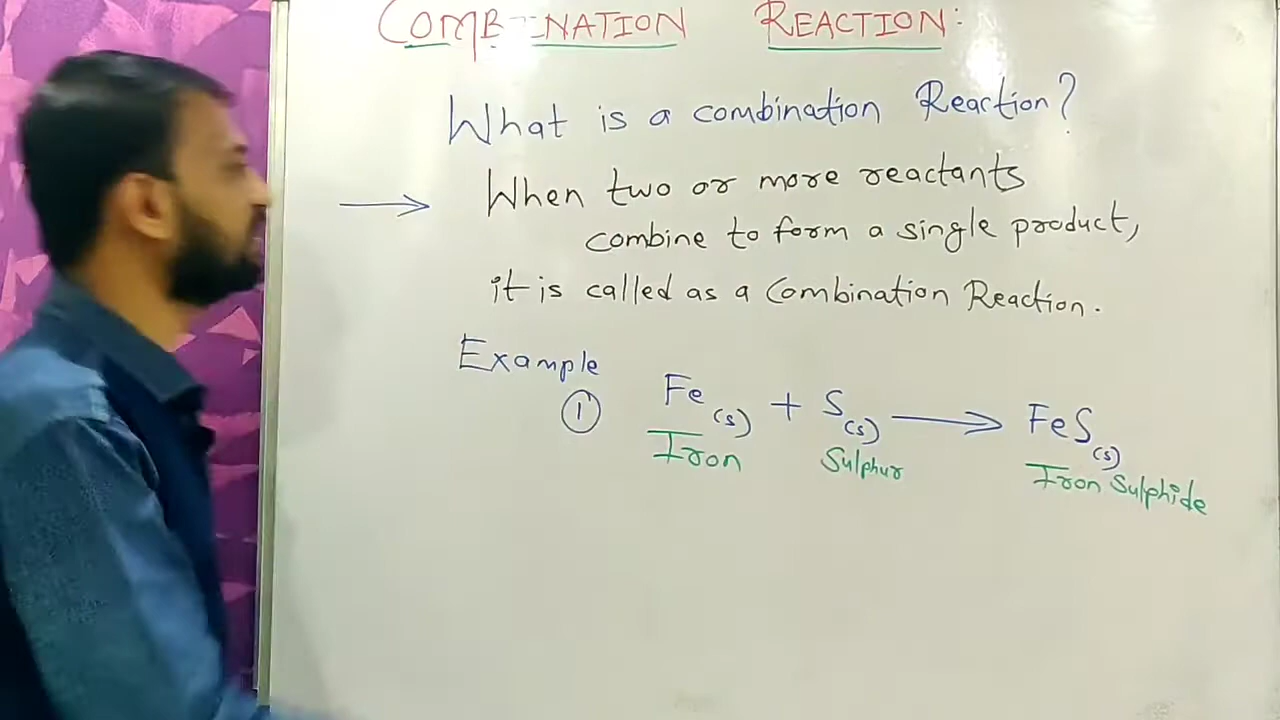 COMBINATION REACTION:
What is a combination Reaction?
→ When two or more reactants
combine to form a single product,
it is called as a Combination Reaction.
Example
① Fe(s) + S(s) → FeS(s)
Iron Sulphur Iron Sulphide